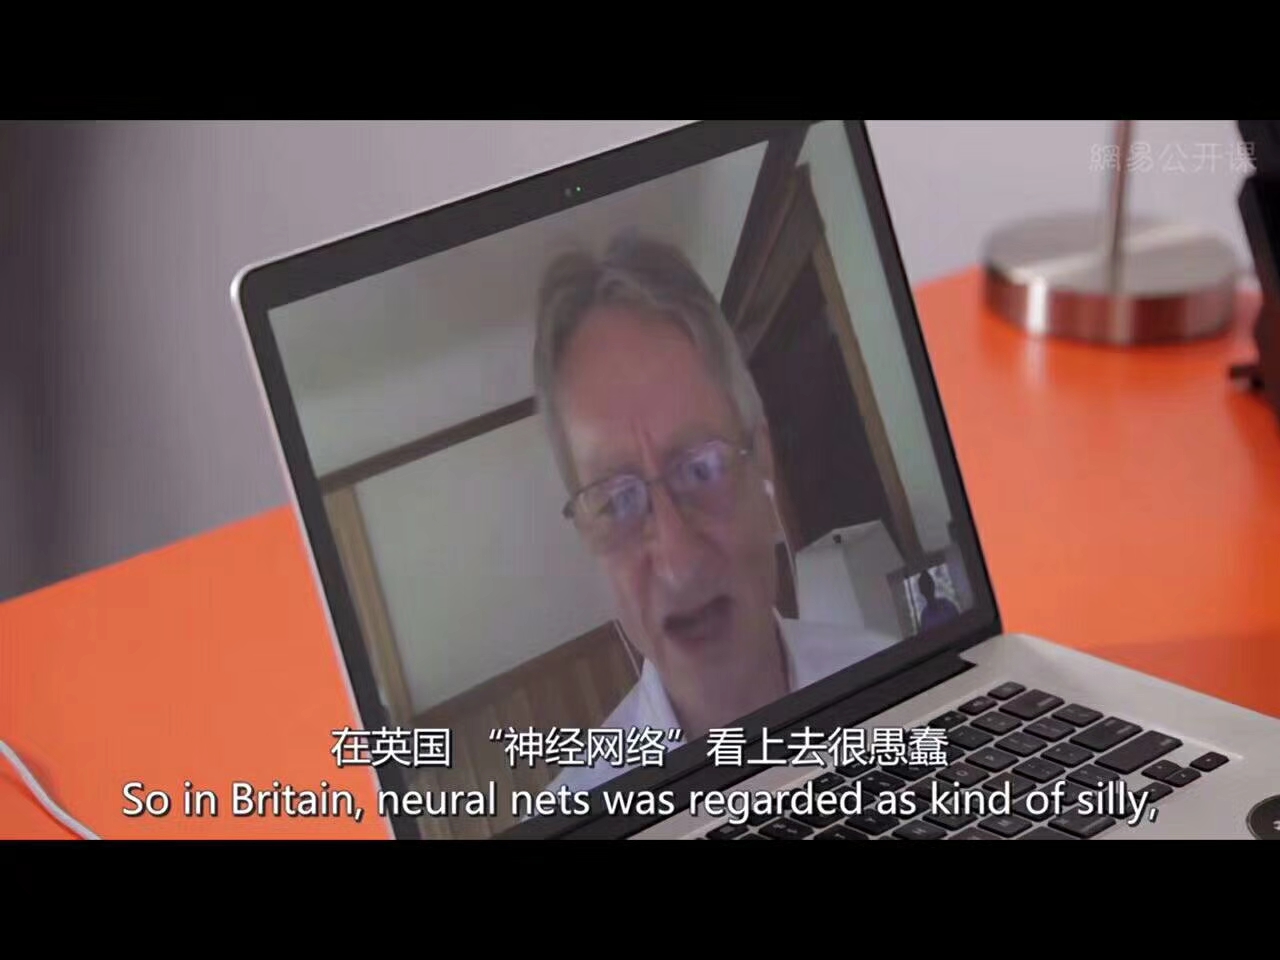 網易公开课
在英国 “神经网络” 看上去很愚蠢
So in Britain, neural nets was regarded as kind of silly,